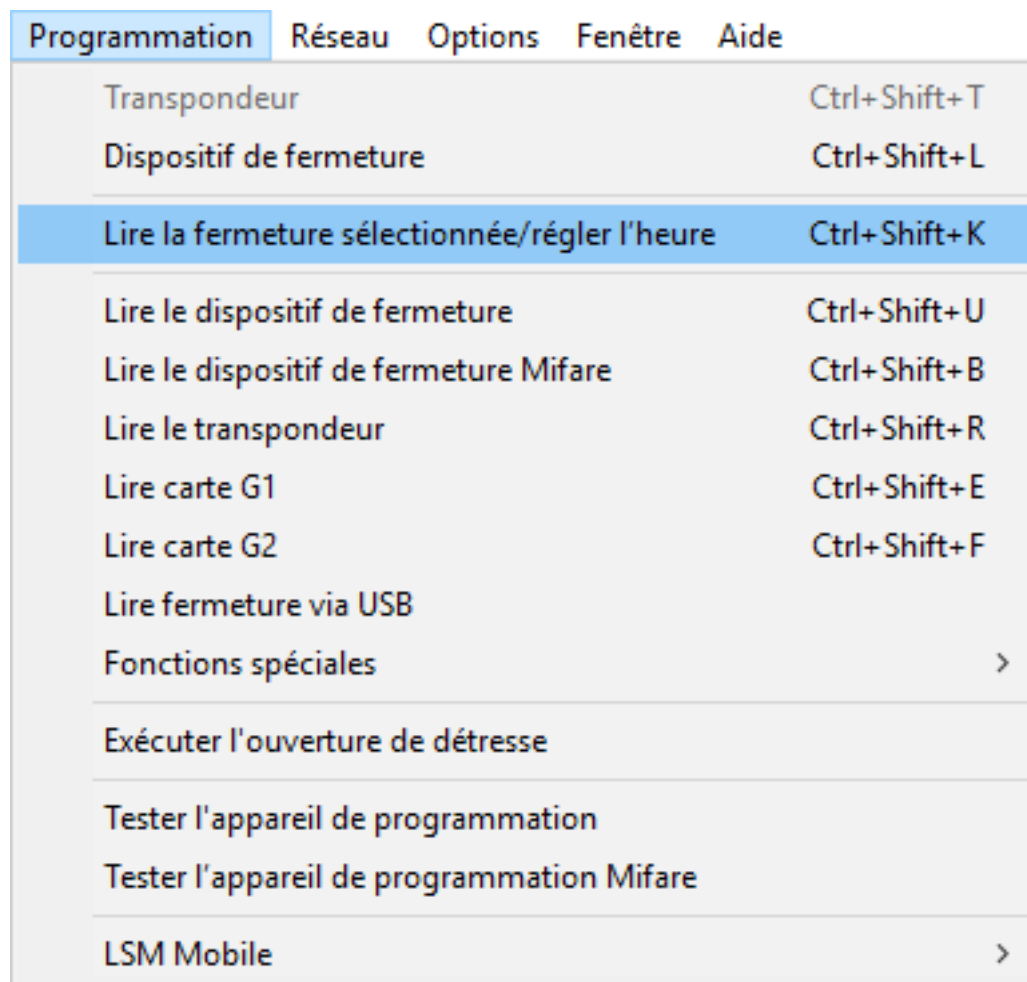 Programmation Réseau Options Fenêtre Aide
Transpondeur Ctrl+Shift+T
Dispositif de fermeture Ctrl+Shift+L
Lire la fermeture sélectionnée/régler l'heure Ctrl+Shift+K
Lire le dispositif de fermeture Ctrl+Shift+U
Lire le dispositif de fermeture Mifare Ctrl+Shift+B
Lire le transpondeur Ctrl+Shift+R
Lire carte G1 Ctrl+Shift+E
Lire carte G2 Ctrl+Shift+F
Lire fermeture via USB
Fonctions spéciales
Exécuter l'ouverture de détresse
Tester l'appareil de programmation
Tester l'appareil de programmation Mifare
LSM Mobile